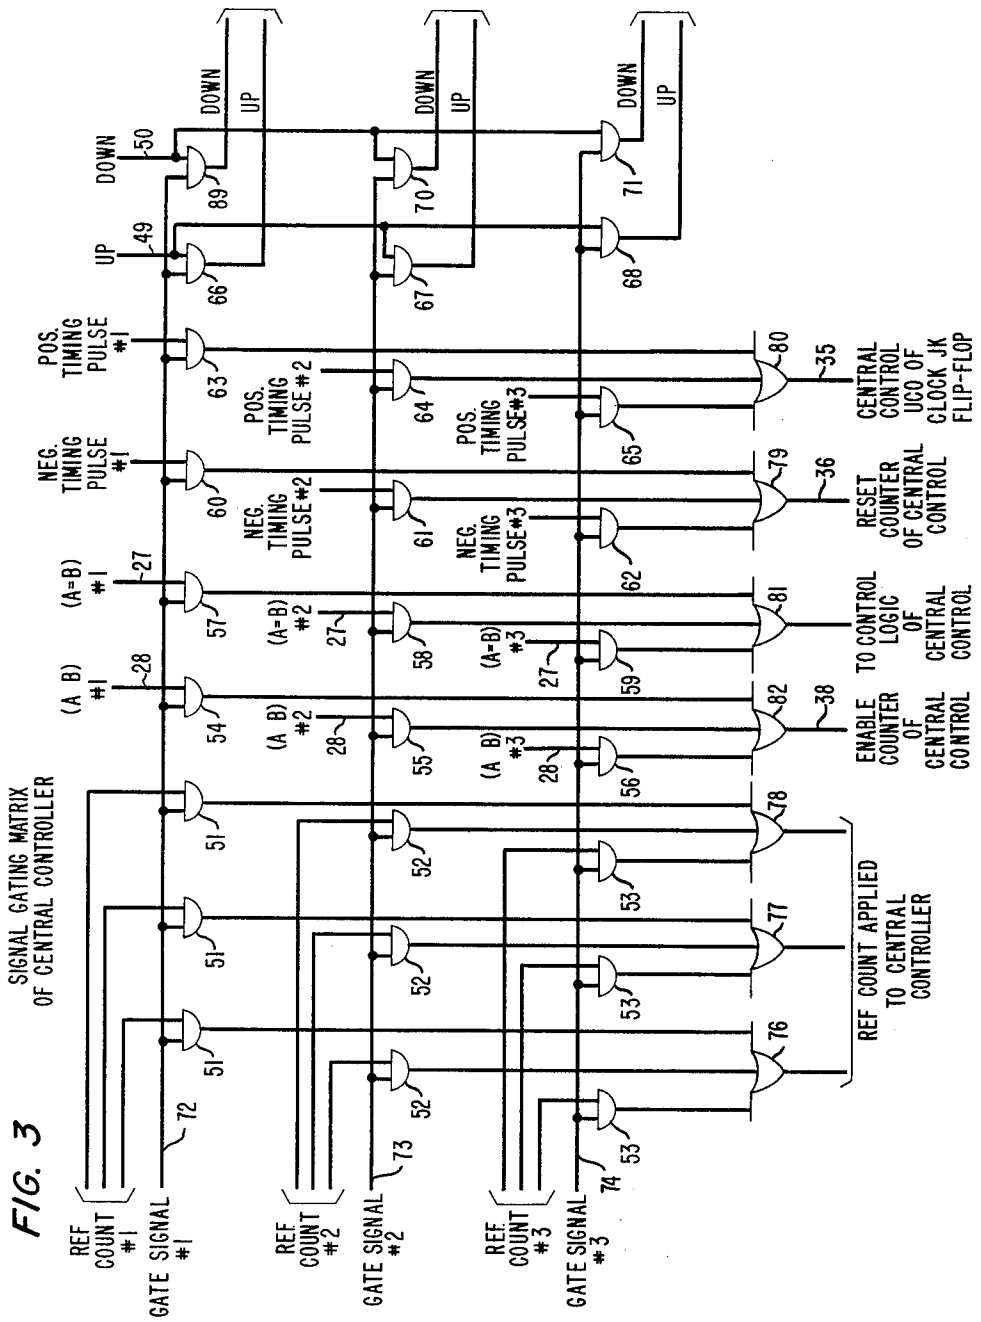 FIG. 3
SIGNAL GATING MATRIX
OF CENTRAL CONTROLLER
REF
COUNT
#1
GATE SIGNAL
#1
72
51
51
51
(A B)
#1
28
54
(A=B)
#1
27
57
NEG.
TIMING
PULSE
#1
60
POS.
TIMING
PULSE
#1
63
UP
49
66
DOWN
50
89
DOWN
UP
REF
COUNT
#2
GATE SIGNAL
#2
73
52
52
52
(A B)
#2
28
55
(A=B)
#2
27
58
NEG.
TIMING
PULSE#2
61
POS.
TIMING
PULSE#2
64
67
70
DOWN
UP
REF
COUNT
#3
GATE SIGNAL
#3
74
53
53
53
(A B)
#3
28
56
(A=B)
#3
27
59
NEG.
TIMING
PULSE#3
62
POS.
TIMING
PULSE#3
65
68
71
DOWN
UP
76
77
78
82
81
79
80
REF COUNT APPLIED
TO CENTRAL
CONTROLLER
38
ENABLE
COUNTER
OF
CENTRAL
CONTROL
TO CONTROL
LOGIC
OF
CENTRAL
CONTROL
36
RESET
COUNTER
OF CENTRAL
CONTROL
35
CENTRAL
CONTROL
UCO OF
CLOCK JK
FLIP-FLOP